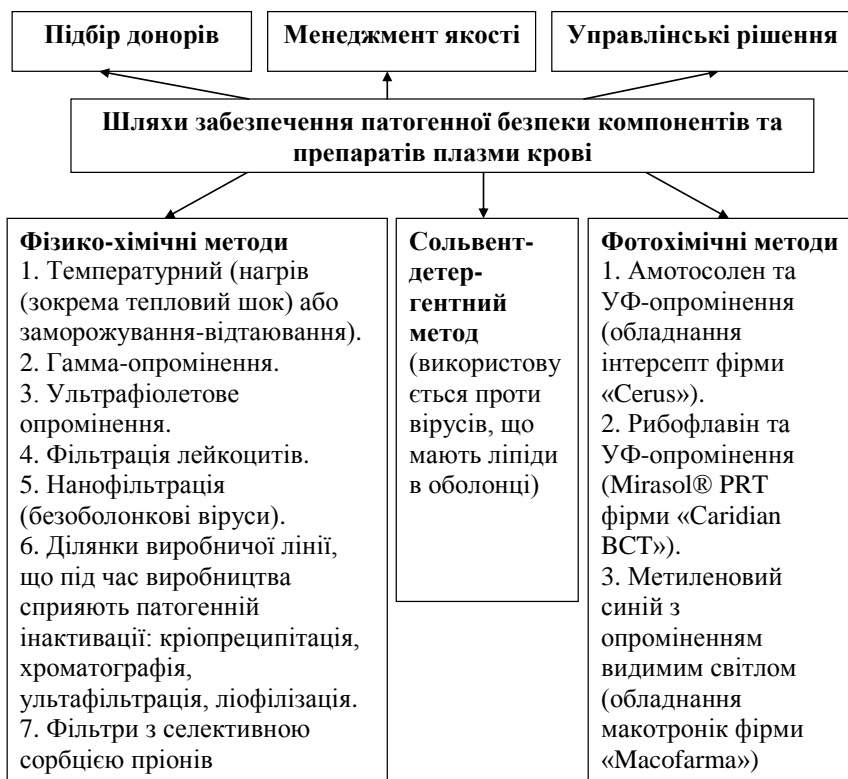 Підбір донорів
Менеджмент якості
Управлінські рішення
Шляхи забезпечення патогенної безпеки компонентів та
препаратів плазми крові
Фізико-хімічні методи
1. Температурний (нагрів
(зокрема тепловий шок) або
заморожування-відтаювання).
2. Гамма-опромінення.
3. Ультрафіолетове
опромінення.
4. Фільтрація лейкоцитів.
5. Нанофільтрація
(безоболонкові віруси).
6. Ділянки виробничої лінії,
що під час виробництва
сприяють патогенній
інактивації: кріопреципітація,
хроматографія,
ультафільтрація, ліофілізація.
7. Фільтри з селективною
сорбцією пріонів
Сольвент-
детер-
гентний
метод
(використову
ється проти
вірусів, що
мають ліпіди
в оболонці)
Фотохімічні методи
1. Амотосолен та
УФ-опромінення
(обладнання
інтерсепт фірми
«Cerus»).
2. Рибофлавін та
УФ-опромінення
(Mirasol® PRT
фірми «Caridian
BCT»).
3. Метиленовий
синій з
опроміненням
видимим світлом
(обладнання
макотронік фірми
«Macofarma»)